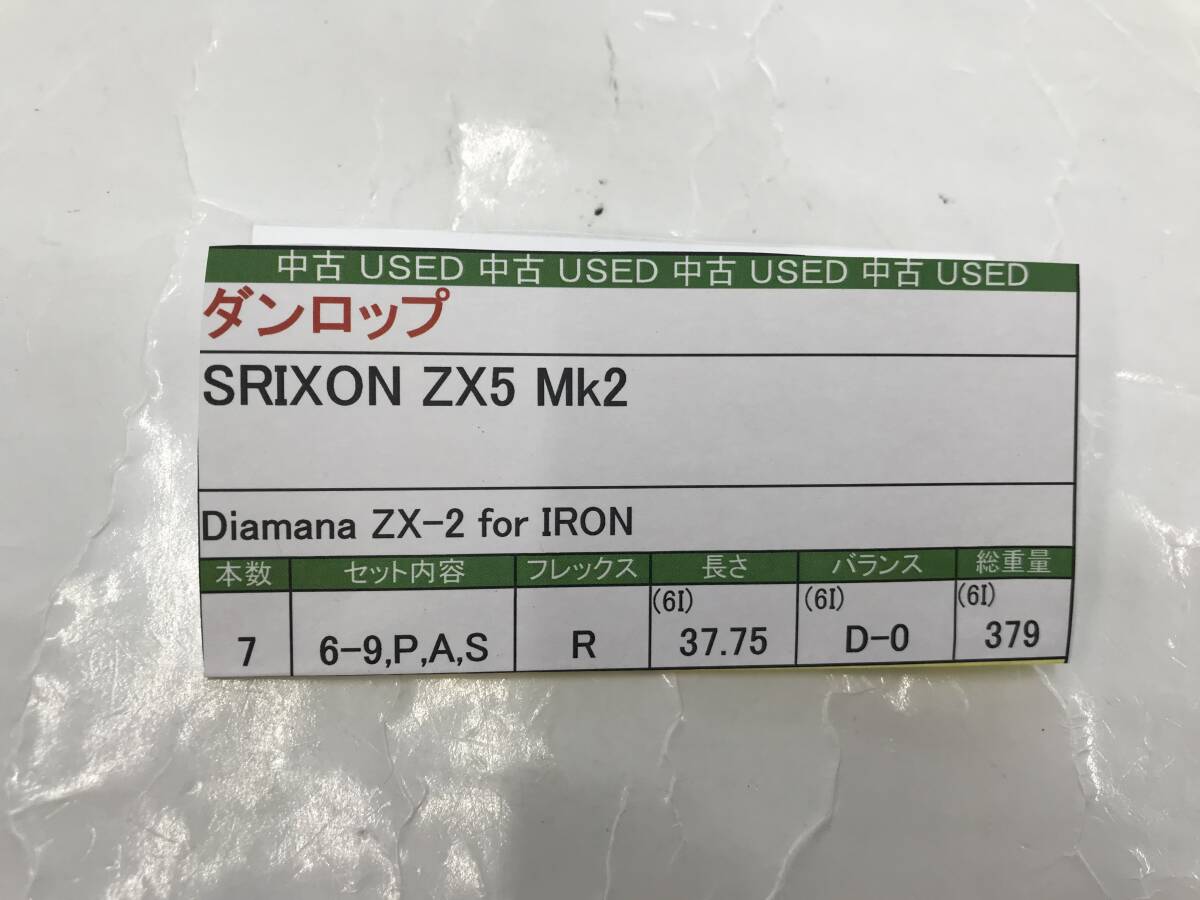 中古 USED 中古 USED 中古 USED 中古 USED
ダンロップ
SRIXON ZX5 Mk2
Diamana ZX-2 for IRON
本数 セット内容 フレックス 長さ バランス 総重量
(6I) (6I) (6I)
7 6-9,P,A,S R 37.75 D-0 379